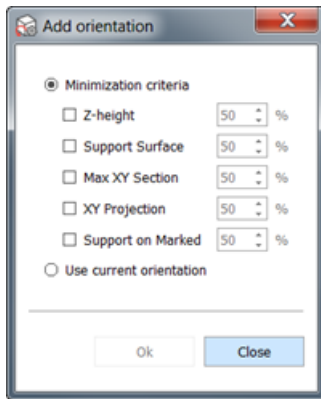 Add orientation
Minimization criteria
Z-height 50 %
Support Surface 50 %
Max XY Section 50 %
XY Projection 50 %
Support on Marked 50 %
Use current orientation
Ok Close